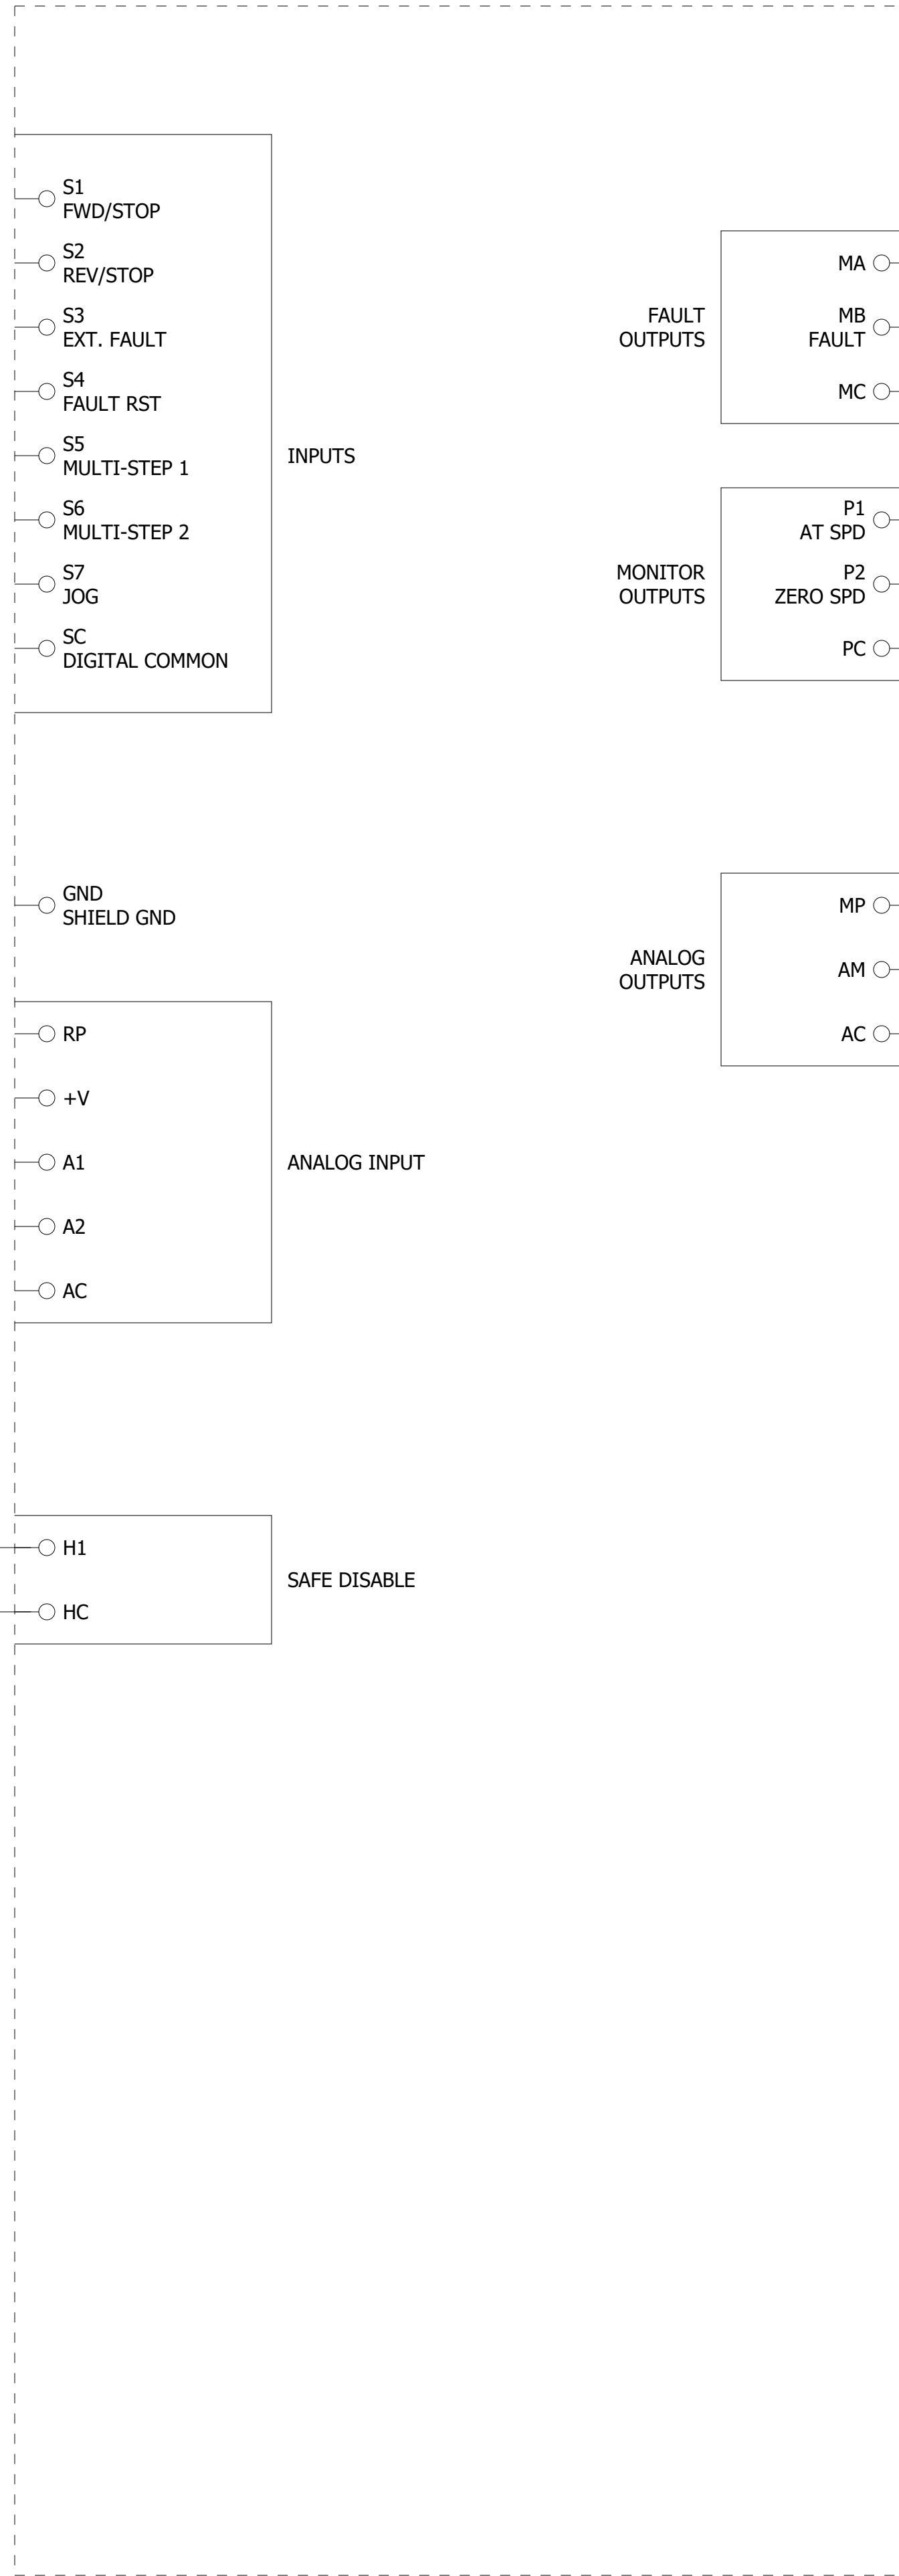 S1
FWD/STOP
S2
REV/STOP
S3
EXT. FAULT
S4
FAULT RST
S5
MULTI-STEP 1
S6
MULTI-STEP 2
S7
JOG
SC
DIGITAL COMMON
INPUTS
GND
SHIELD GND
RP
+V
A1
A2
AC
ANALOG INPUT
H1
HC
SAFE DISABLE
FAULT
OUTPUTS
MA
MB
FAULT
MC
MONITOR
OUTPUTS
P1
AT SPD
P2
ZERO SPD
PC
ANALOG
OUTPUTS
MP
AM
AC